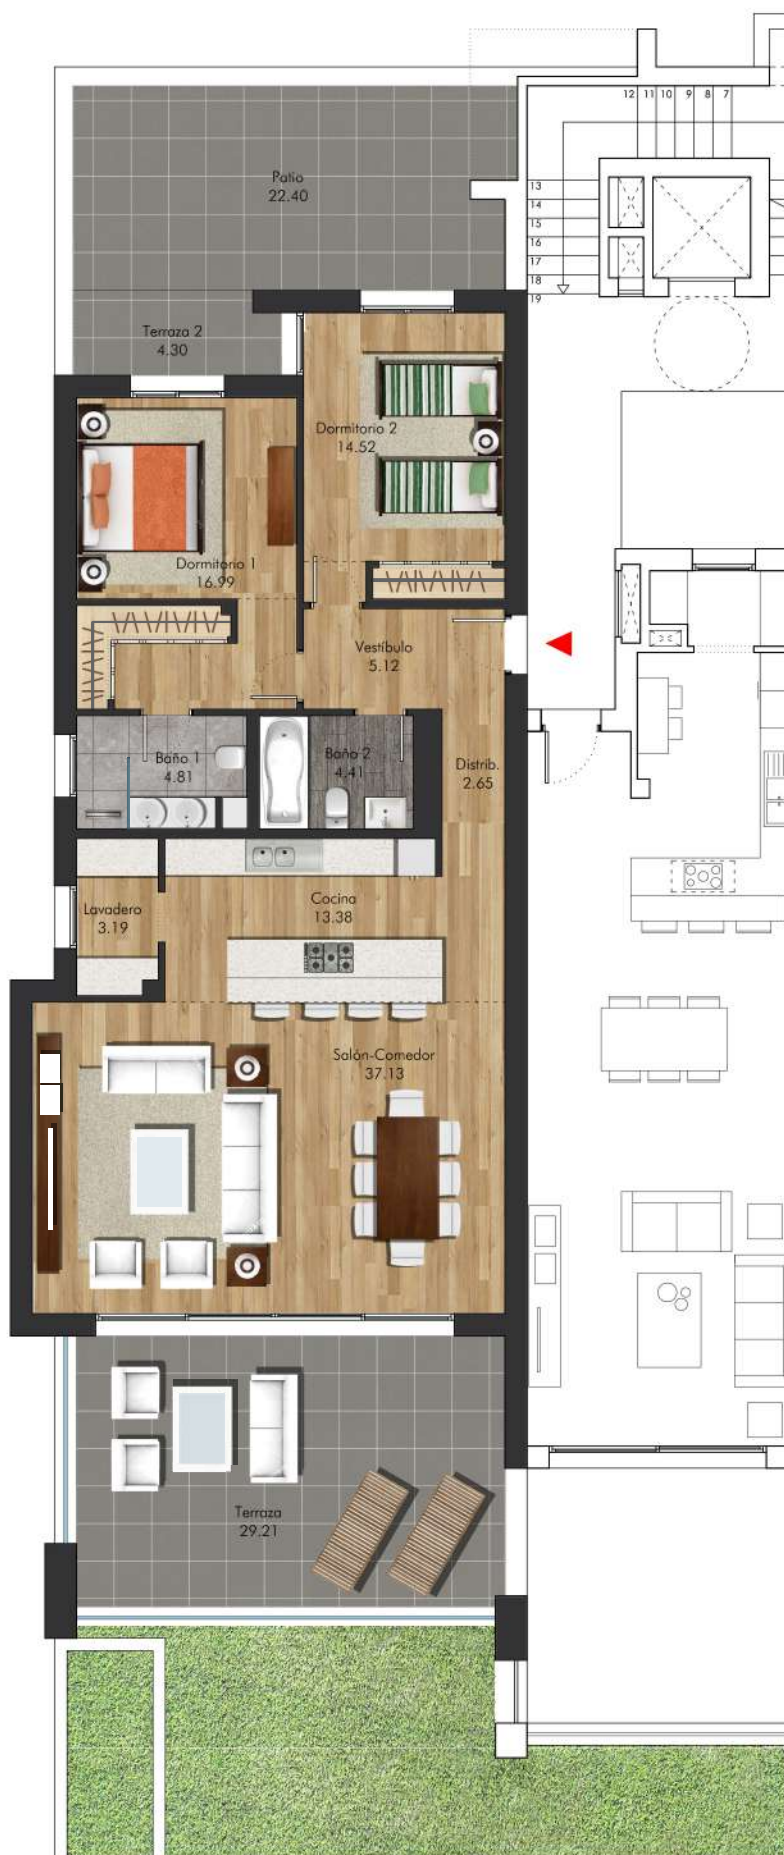 12 11 10 9 8 7
Patio
22.40
13
14
15
16
17
18
19
Terraza 2
4.30
Dormitorio 2
14.52
Dormitorio 1
16.99
Vestíbulo
5.12
Baño 1
4.81
Baño 2
4.41
Distrib.
2.65
Cocina
13.38
Lavadero
3.19
Salón-Comedor
37.13
Terraza
29.21